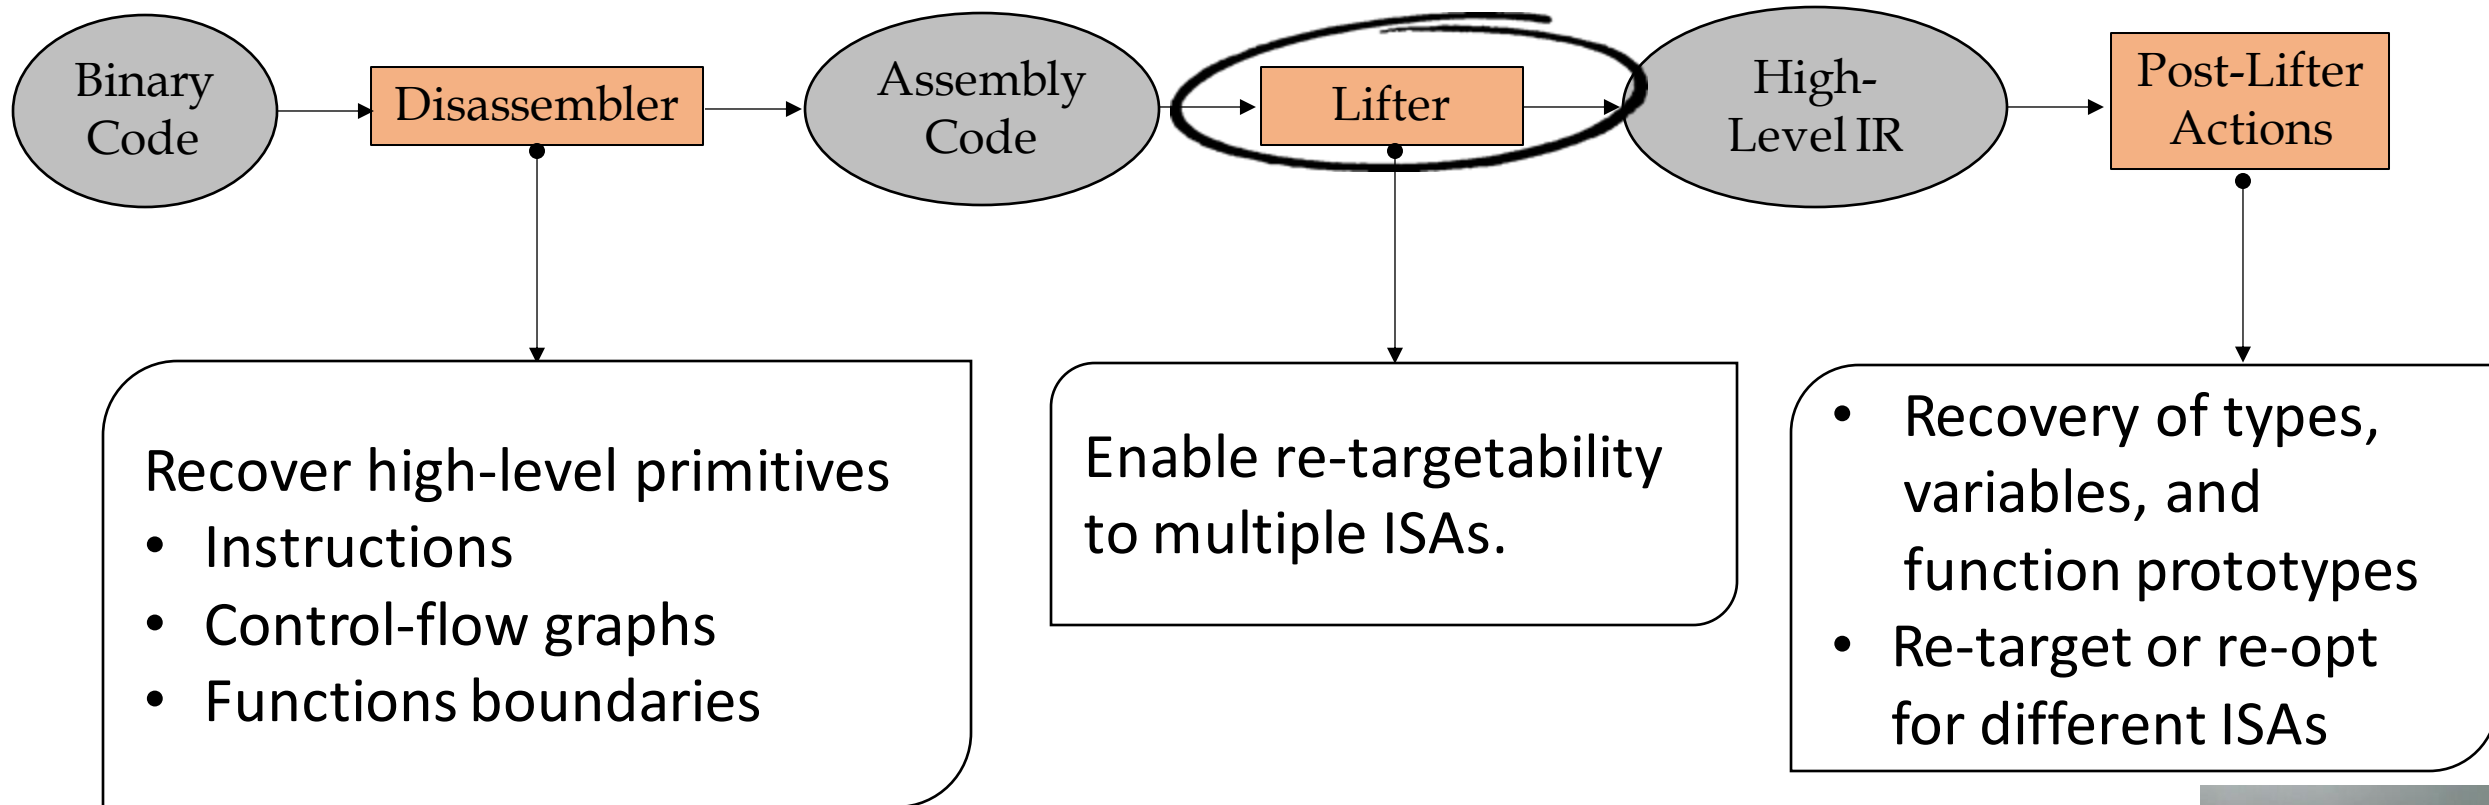 Binary
Code
Disassembler
Assembly
Code
Lifter
High-
Level IR
Post-Lifter
Actions
Recover high-level primitives
• Instructions
• Control-flow graphs
• Functions boundaries
Enable re-targetability
to multiple ISAs.
• Recovery of types,
variables, and
function prototypes
• Re-target or re-opt
for different ISAs